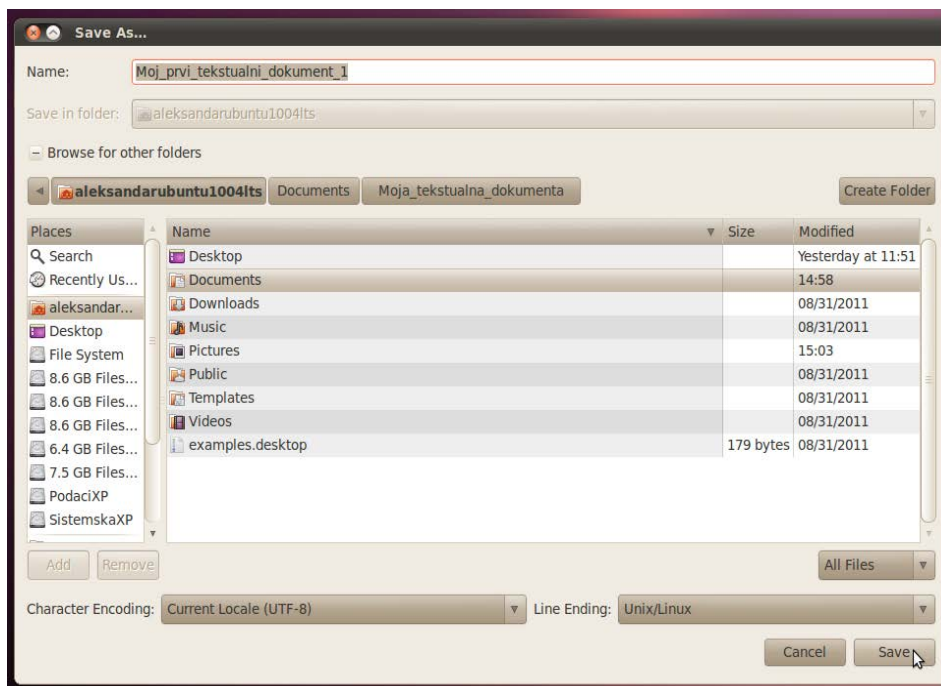 Save As...
Name: Moj_prvi_tekstualni_dokument_1
Save in folder: aleksandarubuntu1004lts
Browse for other folders
aleksandarubuntu1004lts Documents Moja_tekstualna_dokumenta Create Folder
Places Name Size Modified
Search Desktop Yesterday at 11:51
Recently Us... Documents 14:58
aleksandar... Downloads 08/31/2011
Desktop Music 08/31/2011
File System Pictures 15:03
8.6 GB Files... Public 08/31/2011
8.6 GB Files... Templates 08/31/2011
8.6 GB Files... Videos 08/31/2011
6.4 GB Files... examples.desktop 179 bytes 08/31/2011
7.5 GB Files...
PodaciXP
SistemskaXP
Add Remove All Files
Character Encoding: Current Locale (UTF-8) Line Ending: Unix/Linux
Cancel Save